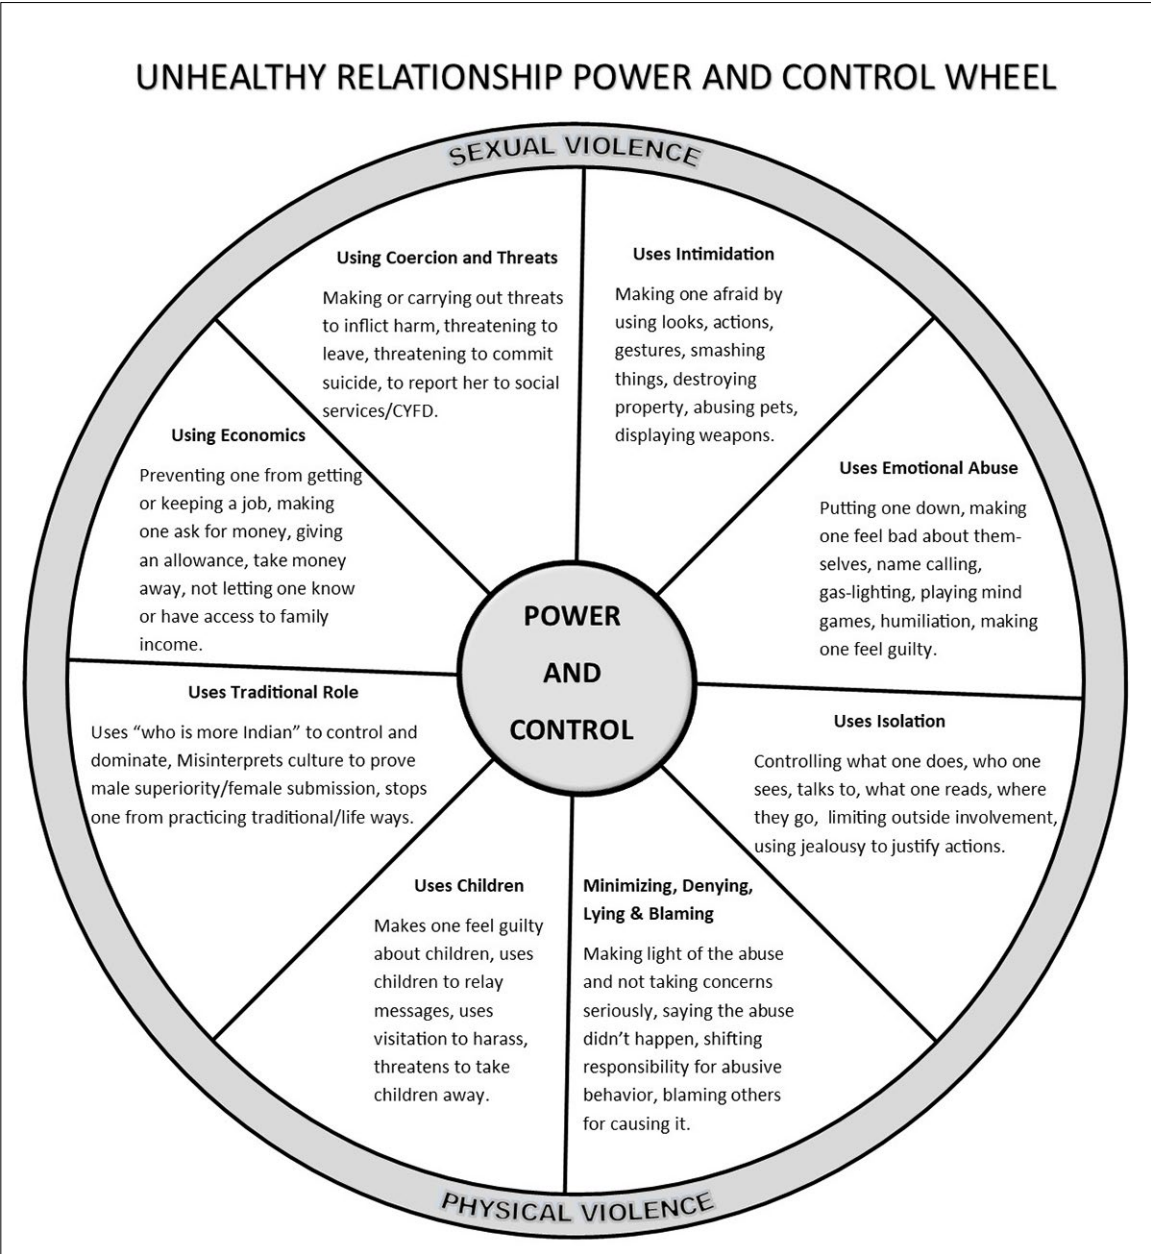 UNHEALTHY RELATIONSHIP POWER AND CONTROL WHEEL
SEXUAL VIOLENCE
Using Coercion and Threats
Making or carrying out threats
to inflict harm, threatening to
leave, threatening to commit
suicide, to report her to social
services/CYFD.
Uses Intimidation
Making one afraid by
using looks, actions,
gestures, smashing
things, destroying
property, abusing pets,
displaying weapons.
Uses Emotional Abuse
Putting one down, making
one feel bad about them-
selves, name calling,
gas-lighting, playing mind
games, humiliation, making
one feel guilty.
Uses Isolation
Controlling what one does, who one
sees, talks to, what one reads, where
they go, limiting outside involvement,
using jealousy to justify actions.
Minimizing, Denying,
Lying & Blaming
Making light of the abuse
and not taking concerns
seriously, saying the abuse
didn't happen, shifting
responsibility for abusive
behavior, blaming others
for causing it.
Uses Children
Makes one feel guilty
about children, uses
children to relay
messages, uses
visitation to harass,
threatens to take
children away.
Uses Traditional Role
Uses “who is more Indian” to control and
dominate, Misinterprets culture to prove
male superiority/female submission, stops
one from practicing traditional/life ways.
Using Economics
Preventing one from getting
or keeping a job, making
one ask for money, giving
an allowance, take money
away, not letting one know
or have access to family
income.
POWER
AND
CONTROL
PHYSICAL VIOLENCE